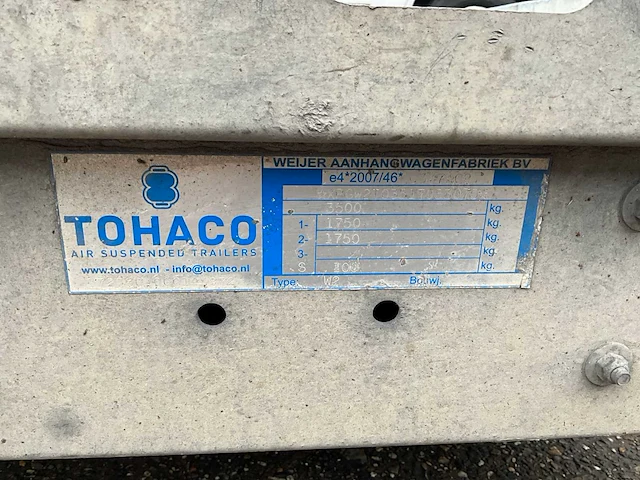 TOHACO
AIR SUSPENDED TRAILERS
www.tohaco.nl - info@tohaco.nl
WEIJER AANHANGWAGENFABRIEK BV
e4*2007/46*
3500 kg.
1- 1750 kg.
2- 1750 kg.
3- kg.
S kg.
Type: Bouwj.